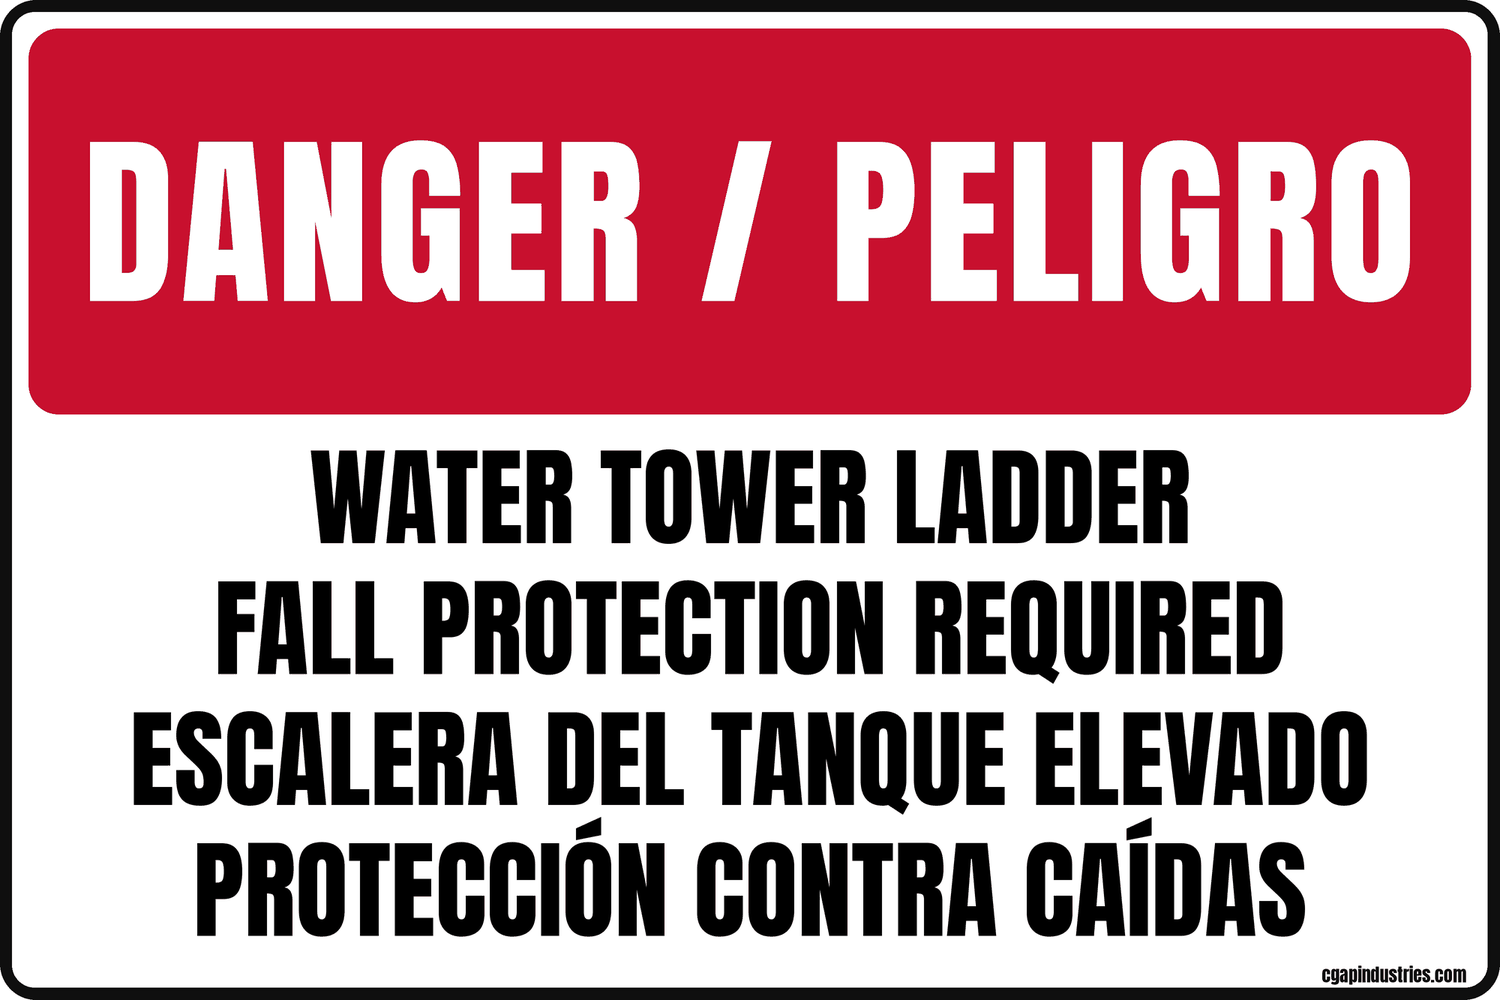 DANGER / PELIGRO
WATER TOWER LADDER
FALL PROTECTION REQUIRED
ESCALERA DEL TANQUE ELEVADO
PROTECCIÓN CONTRA CAÍDAS
cgapindustries.com